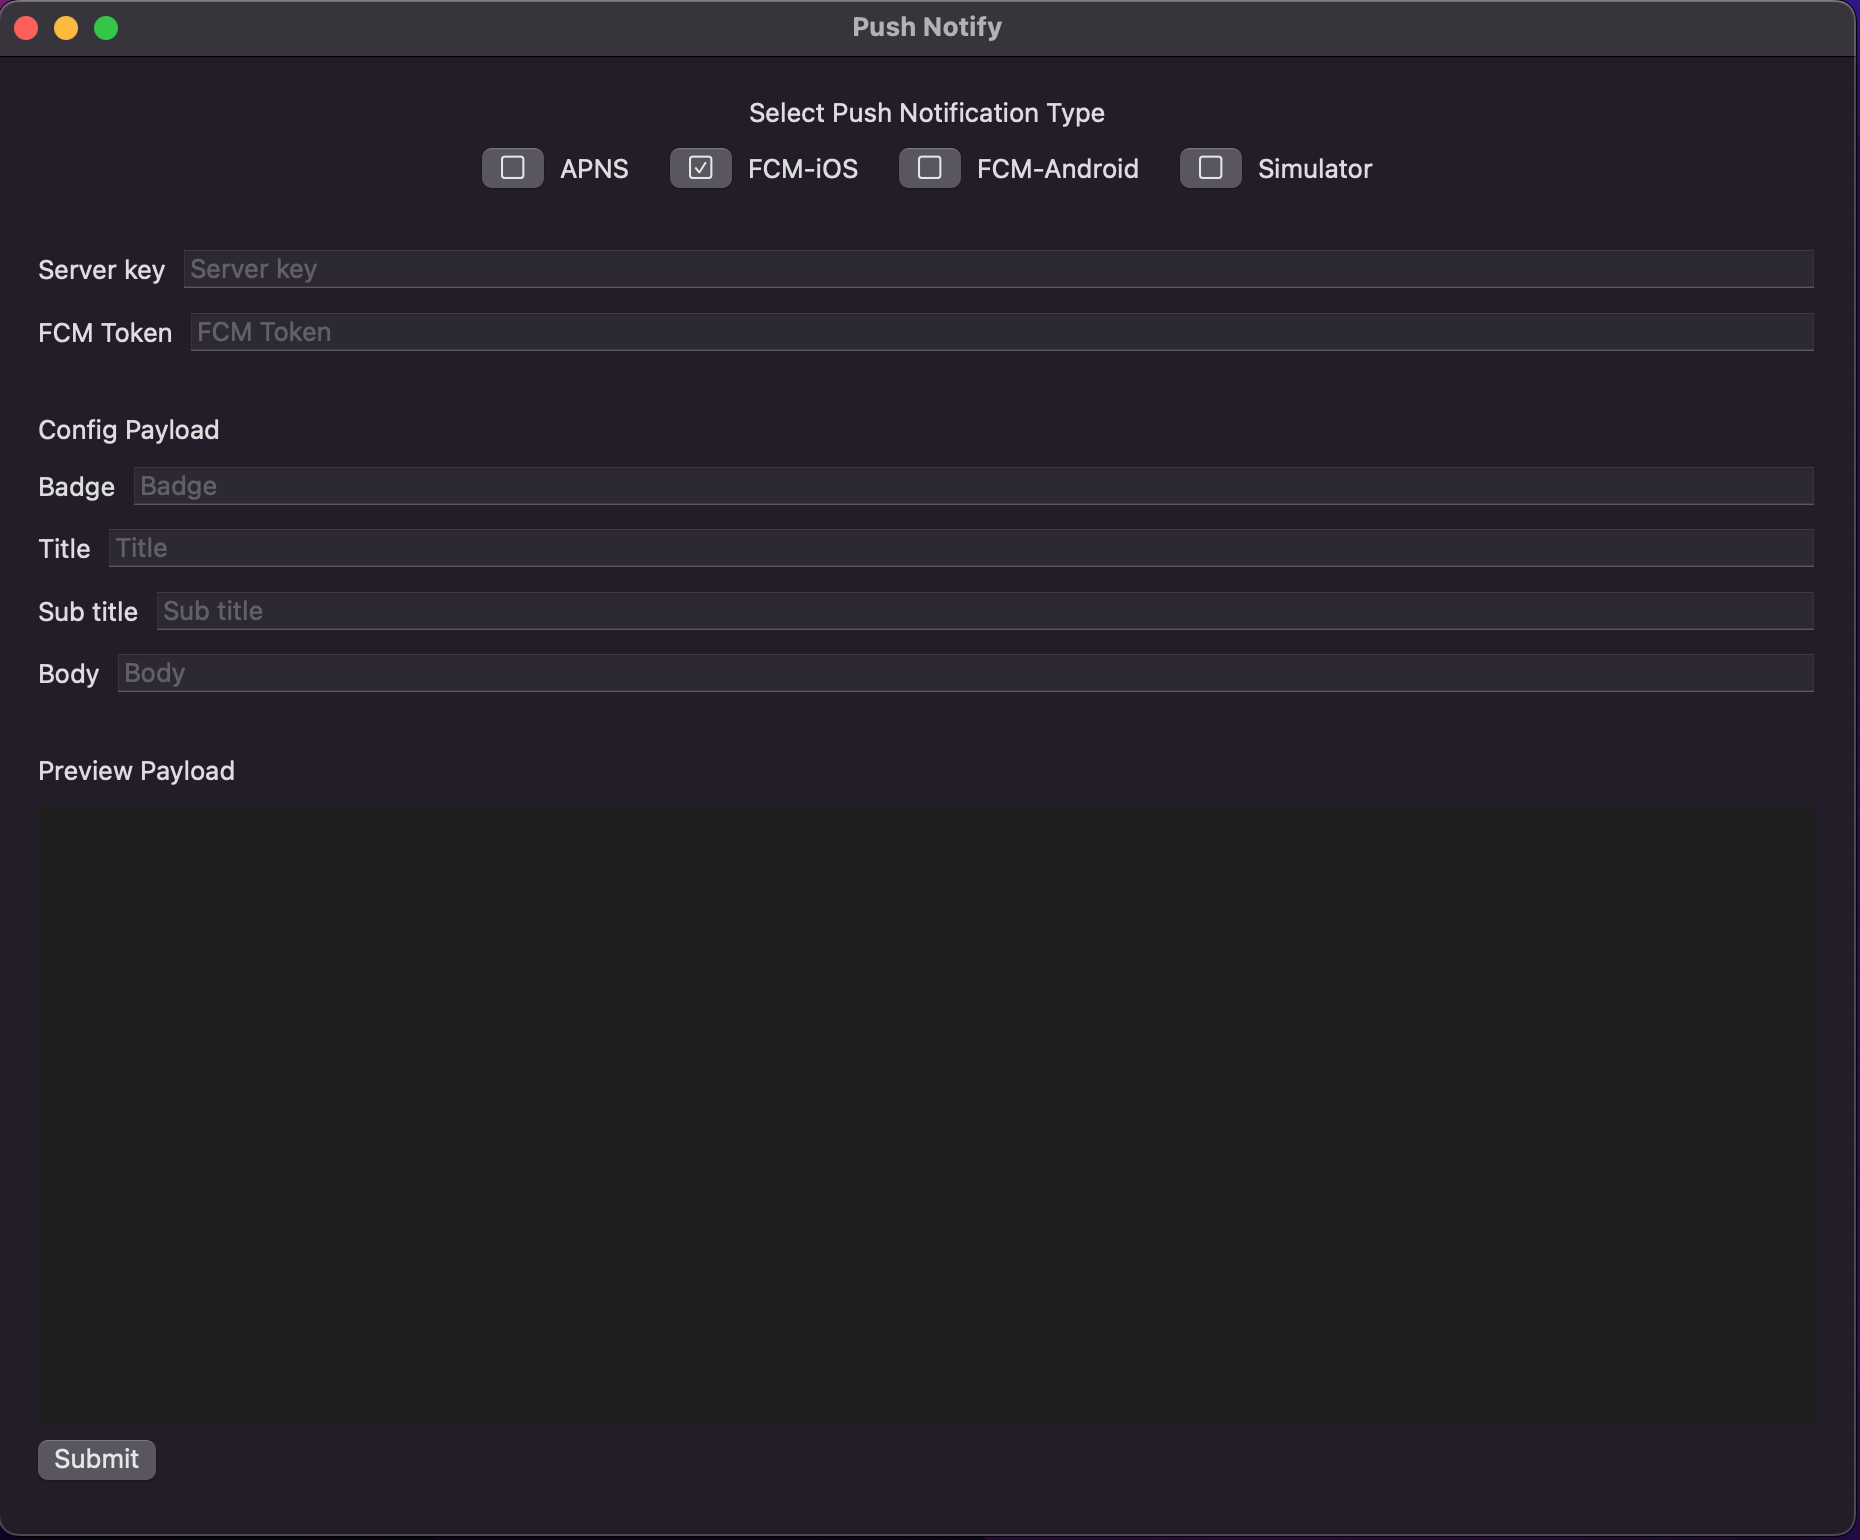 Push Notify
Select Push Notification Type
APNS FCM-iOS FCM-Android Simulator
Server key Server key
FCM Token FCM Token
Config Payload
Badge Badge
Title Title
Sub title Sub title
Body Body
Preview Payload
Submit